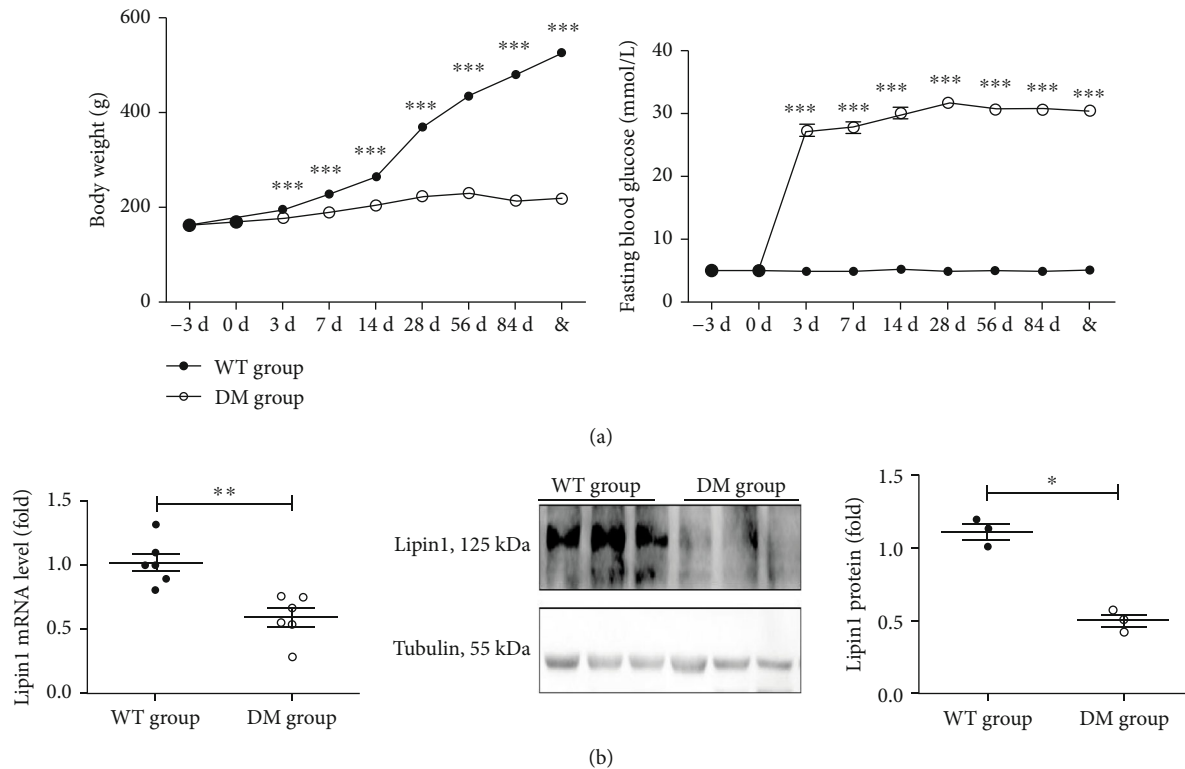 Body weight (g)
600
400
200
0
*** *** *** *** *** *** ***
−3 d 0 d 3 d 7 d 14 d 28 d 56 d 84 d &
WT group
DM group
Fasting blood glucose (mmol/L)
40
30
20
10
0
*** *** *** *** *** *** ***
−3 d 0 d 3 d 7 d 14 d 28 d 56 d 84 d &
(a)
Lipin1 mRNA level (fold)
1.5
1.0
0.5
0.0
**
WT group DM group
WT group DM group
Lipin1, 125 kDa
Tubulin, 55 kDa
Lipin1 protein (fold)
1.5
1.0
0.5
0.0
*
WT group DM group
(b)